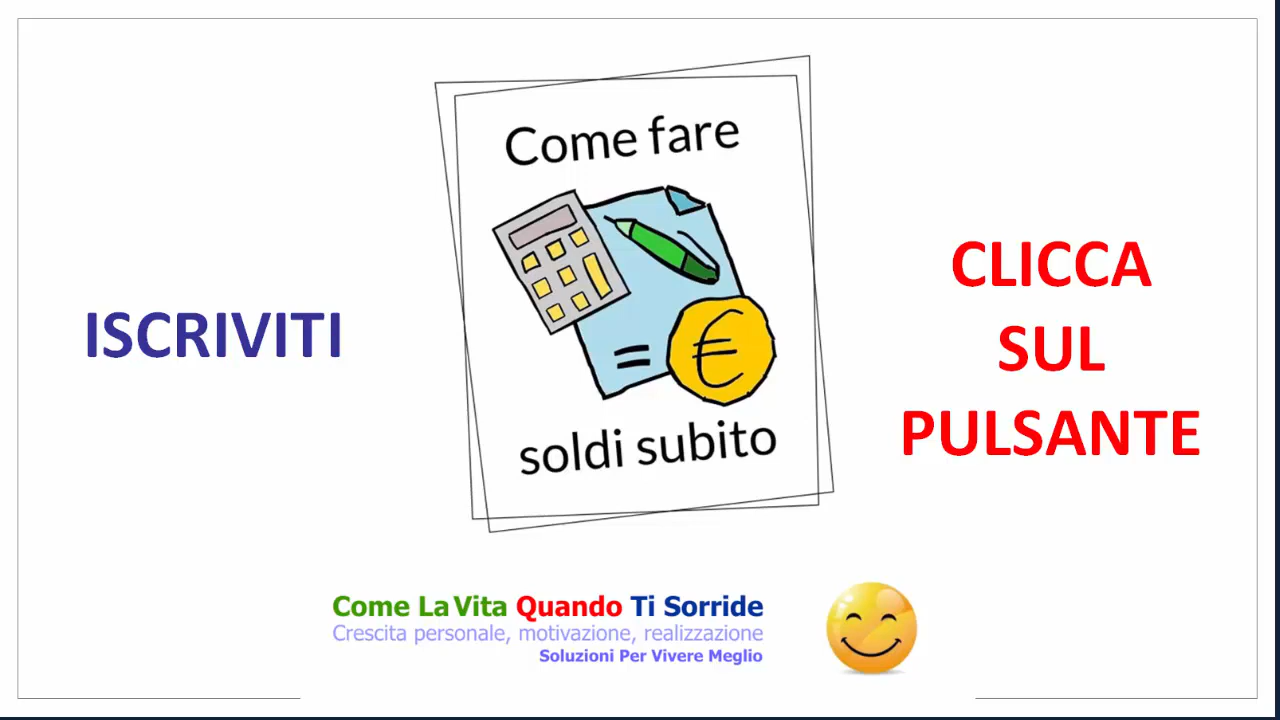 ISCRIVITI
Come fare
=
€
soldi subito
CLICCA
SUL
PULSANTE
Come La Vita Quando Ti Sorride
Crescita personale, motivazione, realizzazione
Soluzioni Per Vivere Meglio